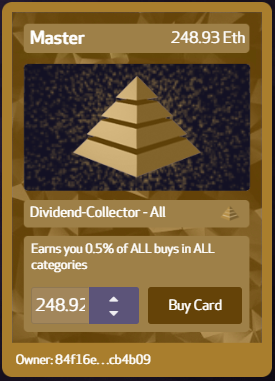 Master 248.93 Eth
Dividend-Collector - All
Earns you 0.5% of ALL buys in ALL
categories
248.92 Buy Card
Owner: 84f16e...cb4b09